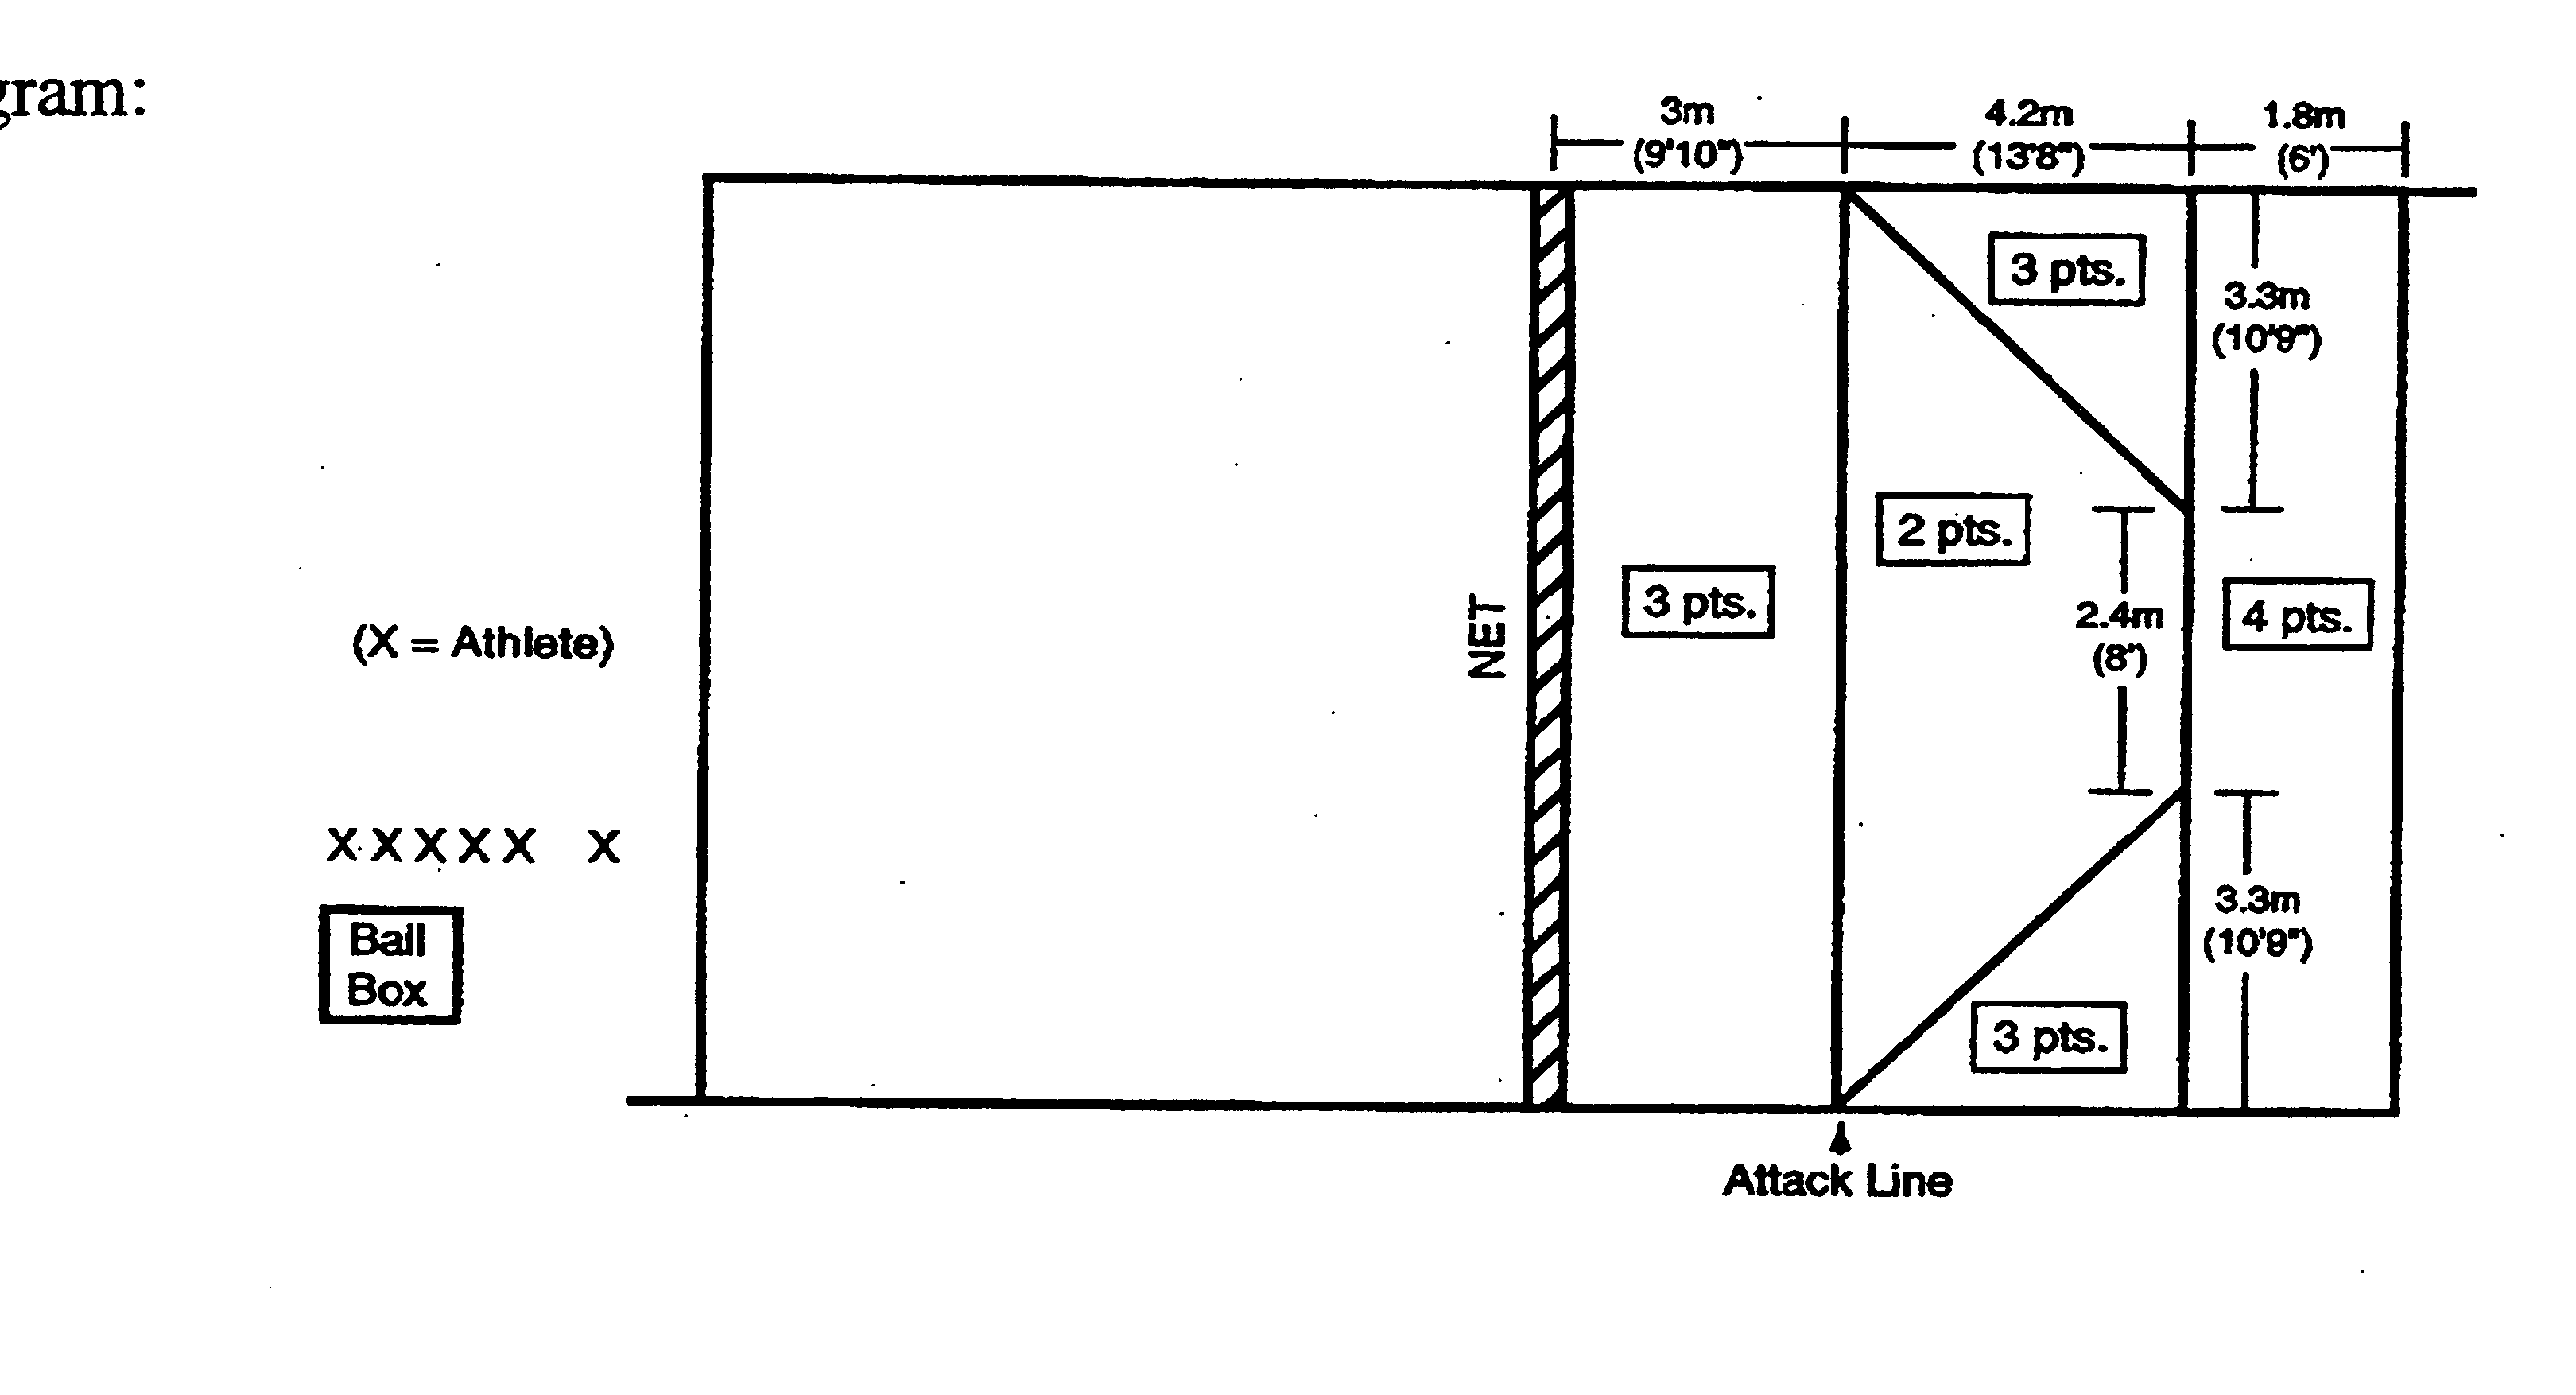 gram:
3m
(9'10")
4.2m
(13'8")
1.8m
(6')
3 pts.
3.3m
(10'9")
2 pts.
3 pts.
2.4m
(8')
4 pts.
NET
(X = Athlete)
X X X X X X
Ball
Box
3.3m
(10'9")
3 pts.
Attack Line